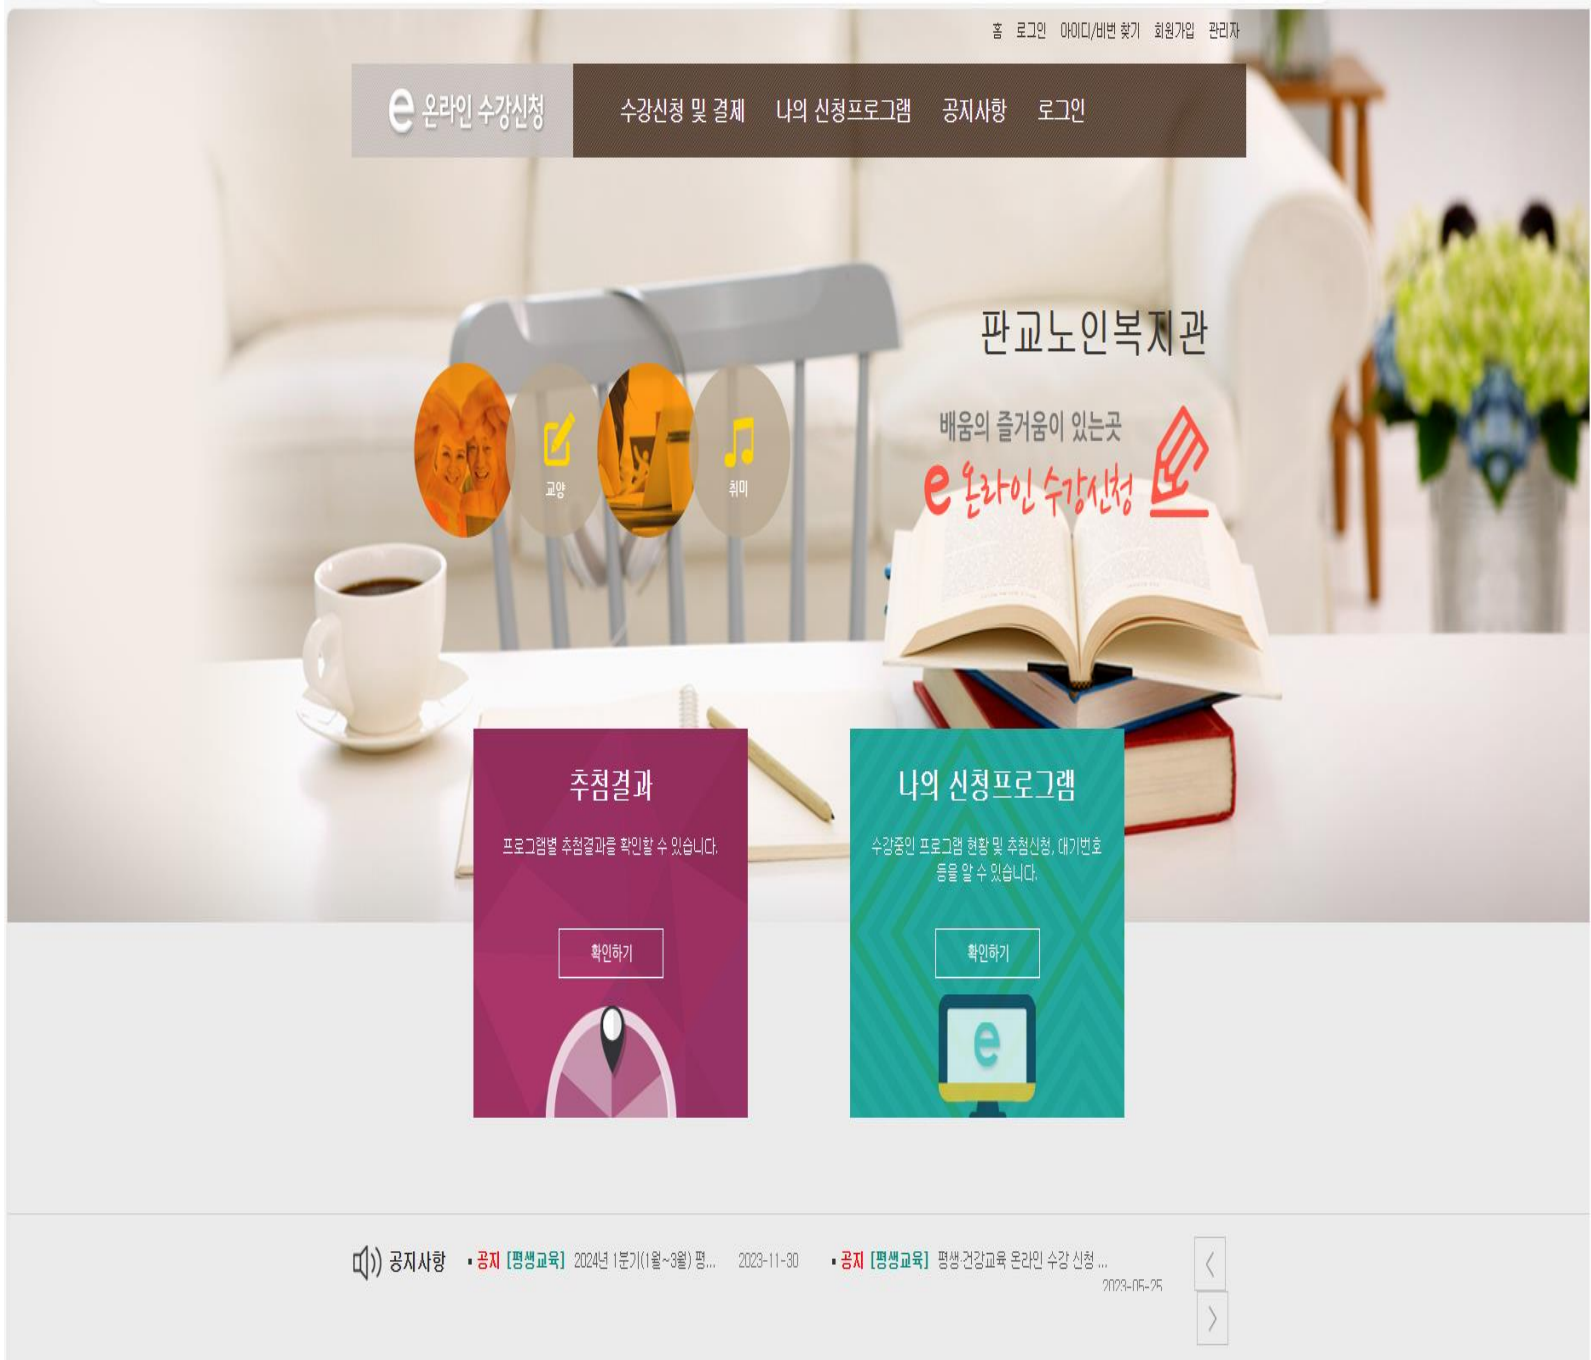 홈 로그인 아이디/비번 찾기 회원가입 관리자
e 온라인 수강신청
수강신청 및 결제 나의 신청프로그램 공지사항 로그인
판교노인복지관
배움의 즐거움이 있는곳
e 온라인 수강신청
교양
취미
추첨결과
프로그램별 추첨결과를 확인할 수 있습니다.
확인하기
나의 신청프로그램
수강중인 프로그램 현황 및 추첨신청, 대기번호
등을 알 수 있습니다.
확인하기
e
공지사항
▪ 공지 [평생교육] 2024년 1분기(1월~3월) 평... 2023-11-30
▪ 공지 [평생교육] 평생·건강교육 온라인 수강 신청 ...
2023-05-25